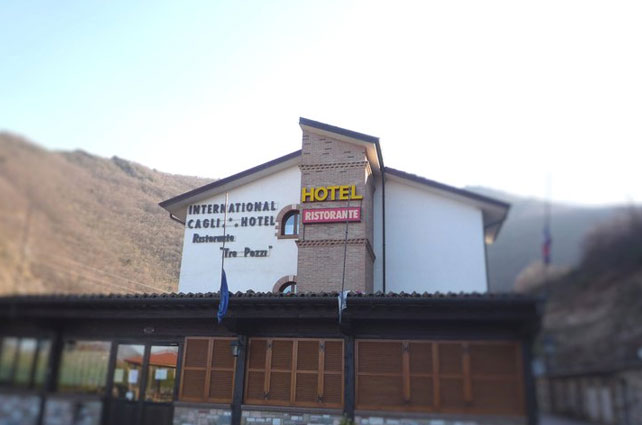 INTERNATIONAL
CAGLI HOTEL
Ristorante
"Tre Pozzi"
HOTEL
RISTORANTE